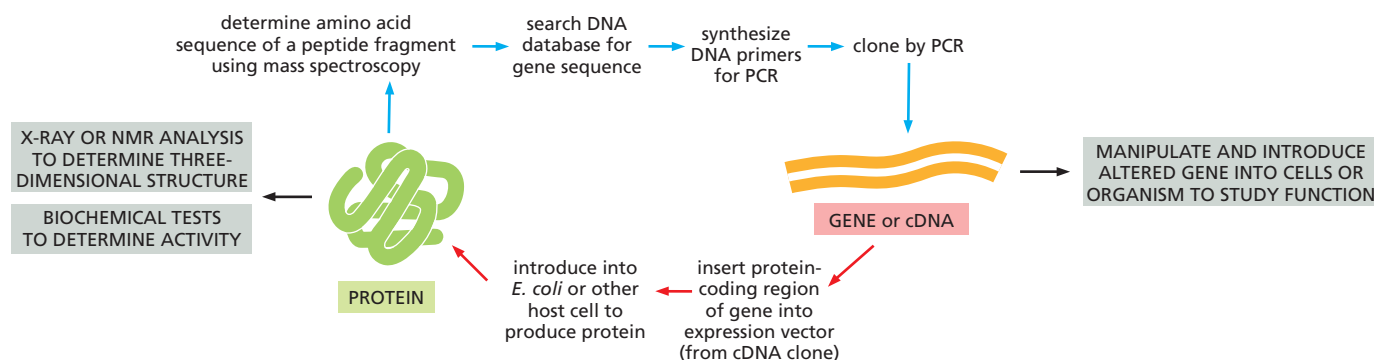 determine amino acid
sequence of a peptide fragment
using mass spectroscopy
search DNA
database for
gene sequence
synthesize
DNA primers
for PCR
clone by PCR
X-RAY OR NMR ANALYSIS
TO DETERMINE THREE-
DIMENSIONAL STRUCTURE
BIOCHEMICAL TESTS
TO DETERMINE ACTIVITY
MANIPULATE AND INTRODUCE
ALTERED GENE INTO CELLS OR
ORGANISM TO STUDY FUNCTION
GENE or cDNA
PROTEIN
introduce into
E. coli or other
host cell to
produce protein
insert protein-
coding region
of gene into
expression vector
(from cDNA clone)